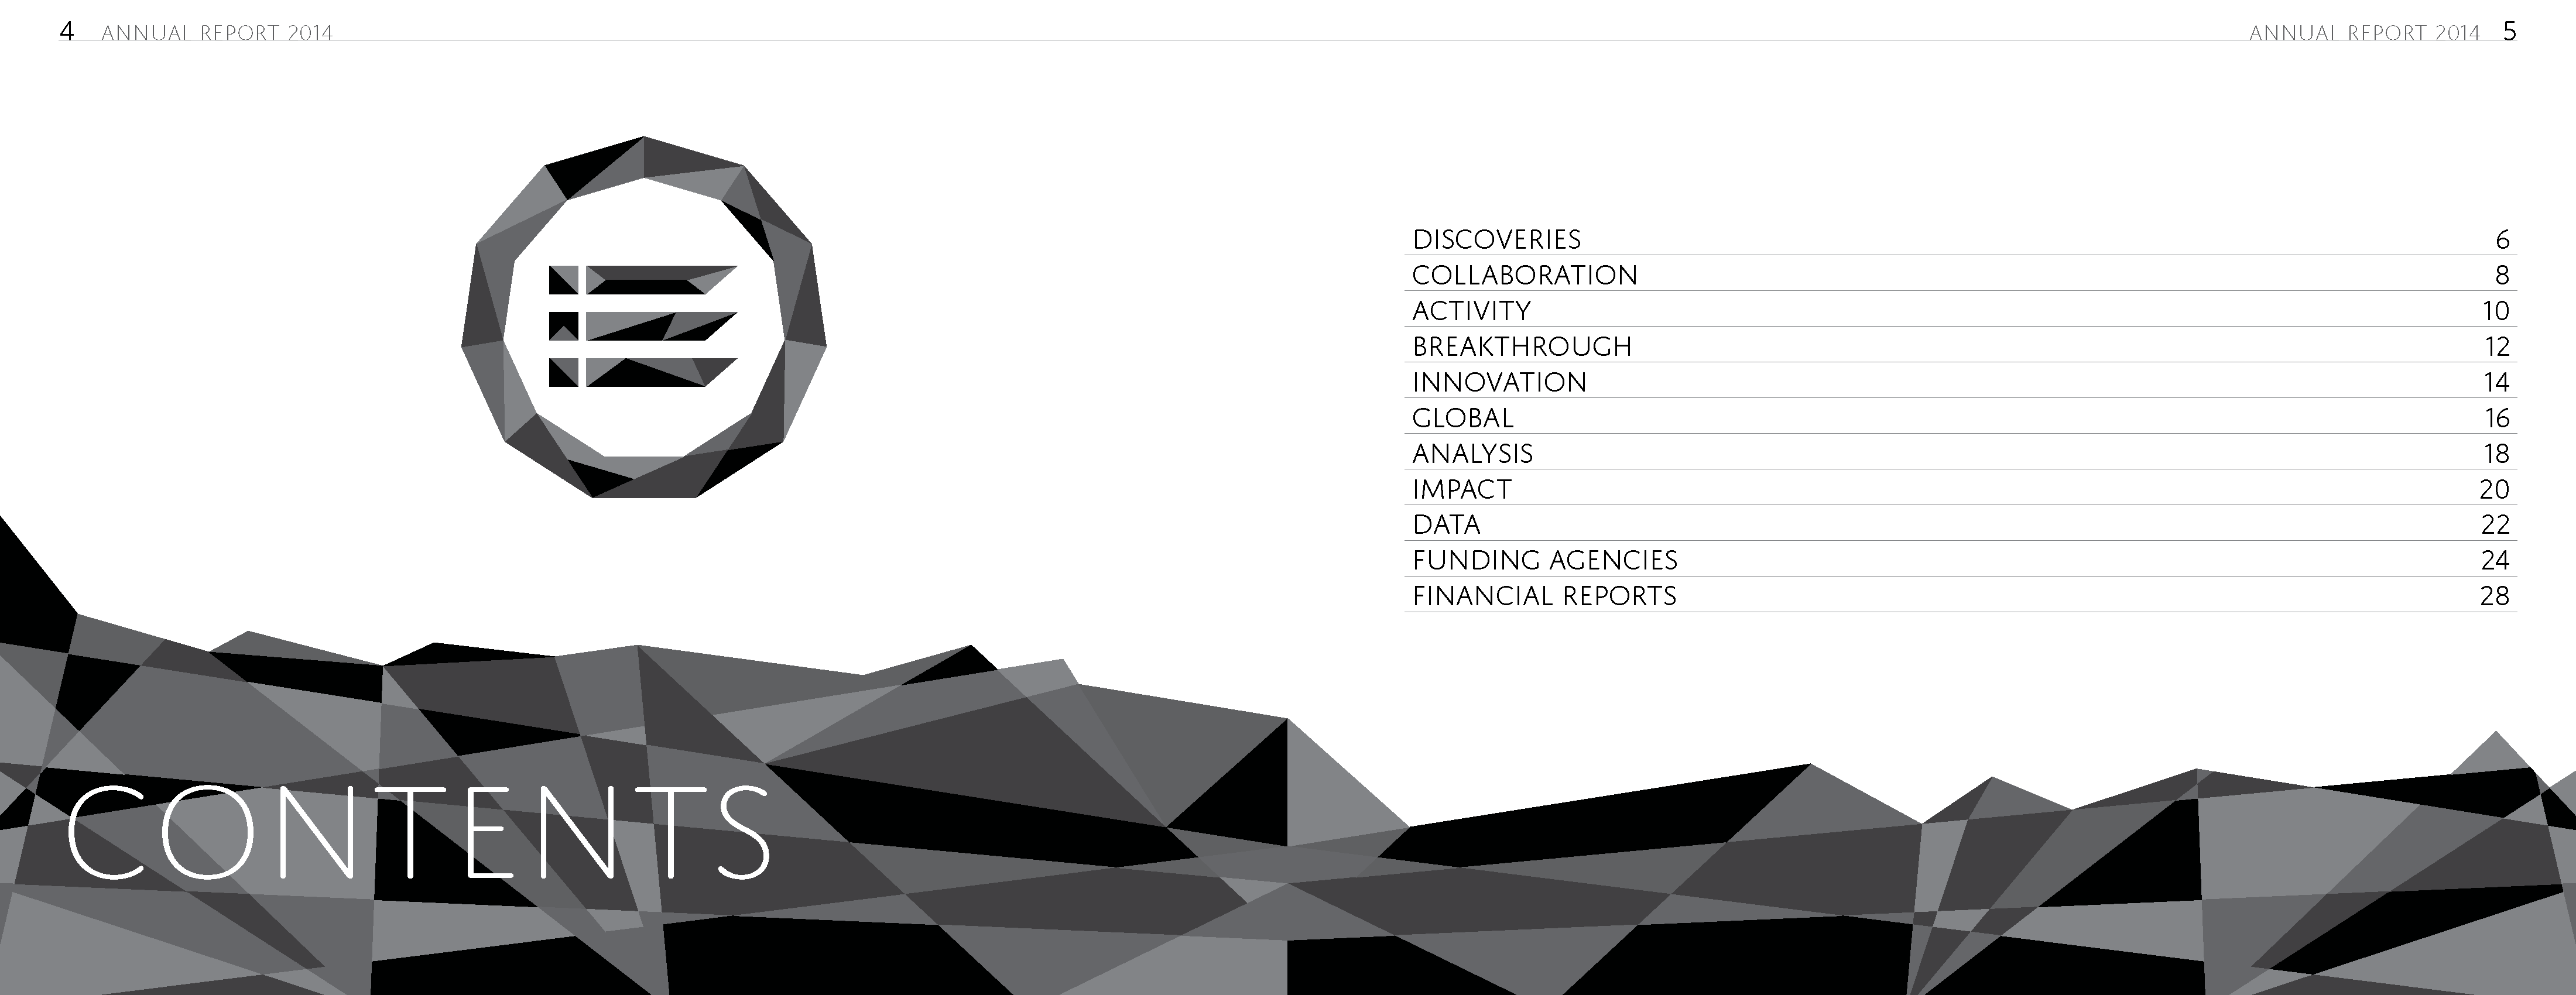 4 ANNUAL REPORT 2014
ANNUAL REPORT 2014 5
DISCOVERIES 6
COLLABORATION 8
ACTIVITY 10
BREAKTHROUGH 12
INNOVATION 14
GLOBAL 16
ANALYSIS 18
IMPACT 20
DATA 22
FUNDING AGENCIES 24
FINANCIAL REPORTS 28
CONTENTS